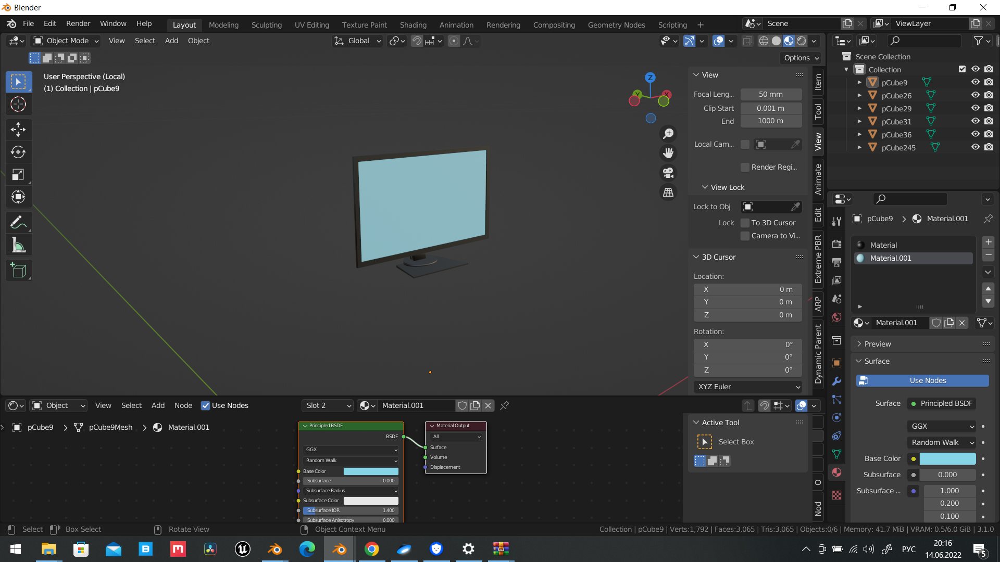 Blender
File Edit Render Window Help
Layout Modeling Sculpting UV Editing Texture Paint Shading Animation Rendering Compositing Geometry Nodes Scripting +
Scene
ViewLayer
Object Mode View Select Add Object
Global
Options
User Perspective (Local)
(1) Collection | pCube9
Z
Y
X
View
Focal Leng... 50 mm
Clip Start 0.001 m
End 1000 m
Local Cam...
Render Regi...
View Lock
Lock to Obj
Lock To 3D Cursor
Camera to Vi...
3D Cursor
Location:
X 0 m
Y 0 m
Z 0 m
Rotation:
X 0°
Y 0°
Z 0°
XYZ Euler
Item
Tool
View
Animate
Edit
Extreme PBR
ARP
Dynamic Parent
Scene Collection
Collection
pCube9
pCube26
pCube29
pCube31
pCube36
pCube245
pCube9 > Material.001
Material
Material.001
Material.001
Preview
Surface
Use Nodes
Surface Principled BSDF
GGX
Random Walk
Base Color
Subsurface 0.000
Subsurface ... 1.000
0.200
0.100
Object View Select Add Node Use Nodes
Slot 2
Material.001
pCube9 > pCube9Mesh > Material.001
Principled BSDF
BSDF
GGX
Random Walk
Base Color
Subsurface 0.000
Subsurface Radius
Subsurface Color
Subsurface IOR 1.400
Subsurface Anisotropy 0.000
Material Output
All
Surface
Volume
Displacement
Active Tool
Select Box
O
Nod
Select Box Select Rotate View Object Context Menu
Collection | pCube9 | Verts:1,792 | Faces:3,065 | Tris:3,065 | Objects:0/6 | Memory: 41.7 MiB | VRAM: 0.5/6.0 GiB | 3.1.0
РУС
20:16
14.06.2022
5